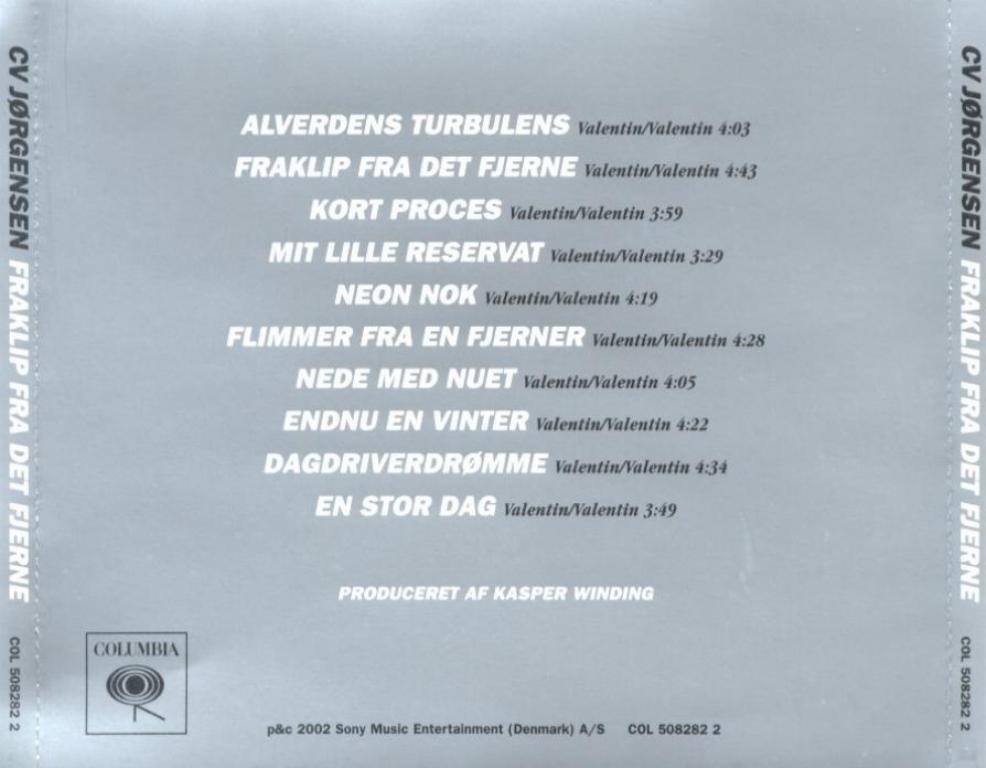 CV JØRGENSEN FRAKLIP FRA DET FJERNE COL 508282 2
ALVERDENS TURBULENS Valentin/Valentin 4:03
FRAKLIP FRA DET FJERNE Valentin/Valentin 4:43
KORT PROCES Valentin/Valentin 3:59
MIT LILLE RESERVAT Valentin/Valentin 3:29
NEON NOK Valentin/Valentin 4:19
FLIMMER FRA EN FJERNER Valentin/Valentin 4:28
NEDE MED NUET Valentin/Valentin 4:05
ENDNU EN VINTER Valentin/Valentin 4:22
DAGDRIVERDRØMME Valentin/Valentin 4:34
EN STOR DAG Valentin/Valentin 3:49
PRODUCERET AF KASPER WINDING
COLUMBIA
p&c 2002 Sony Music Entertainment (Denmark) A/S COL 508282 2
CV JØRGENSEN FRAKLIP FRA DET FJERNE COL 508282 2